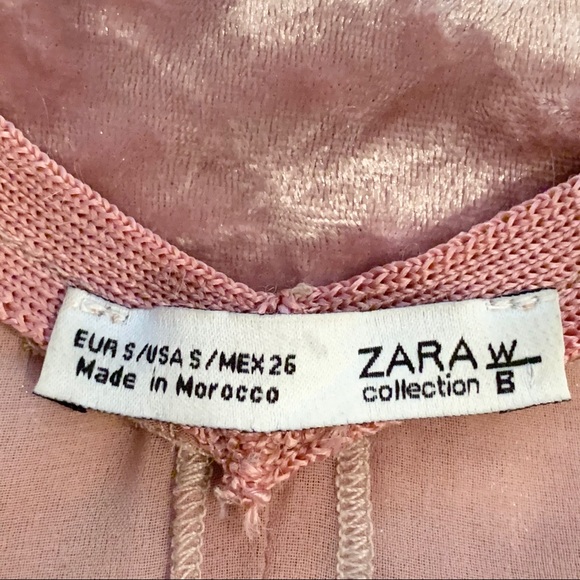 EUR S/USA S/MEX 26
Made in Morocco
ZARA W
collection B